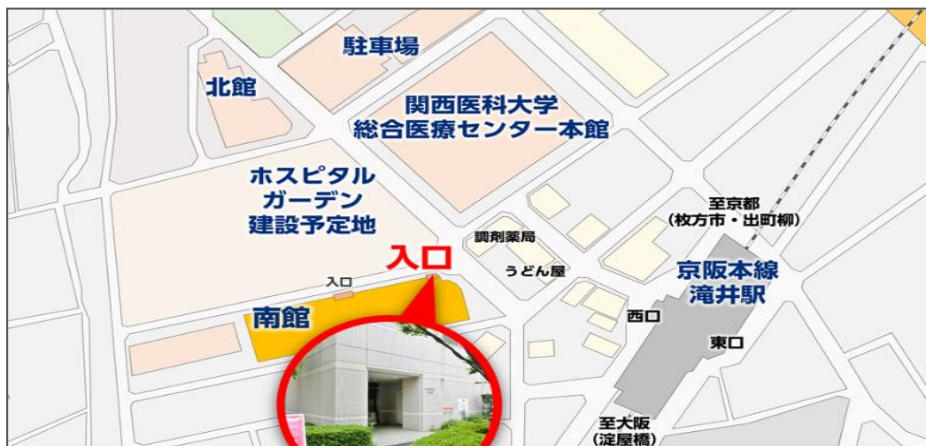 駐車場
北館
関西医科大学
総合医療センター本館
ホスピタル
ガーデン
建設予定地
至京都
（枚方市・出町柳）
調剤薬局
入口
うどん屋
京阪本線
滝井駅
入口
南館
西口
東口
至大阪
（淀屋橋）